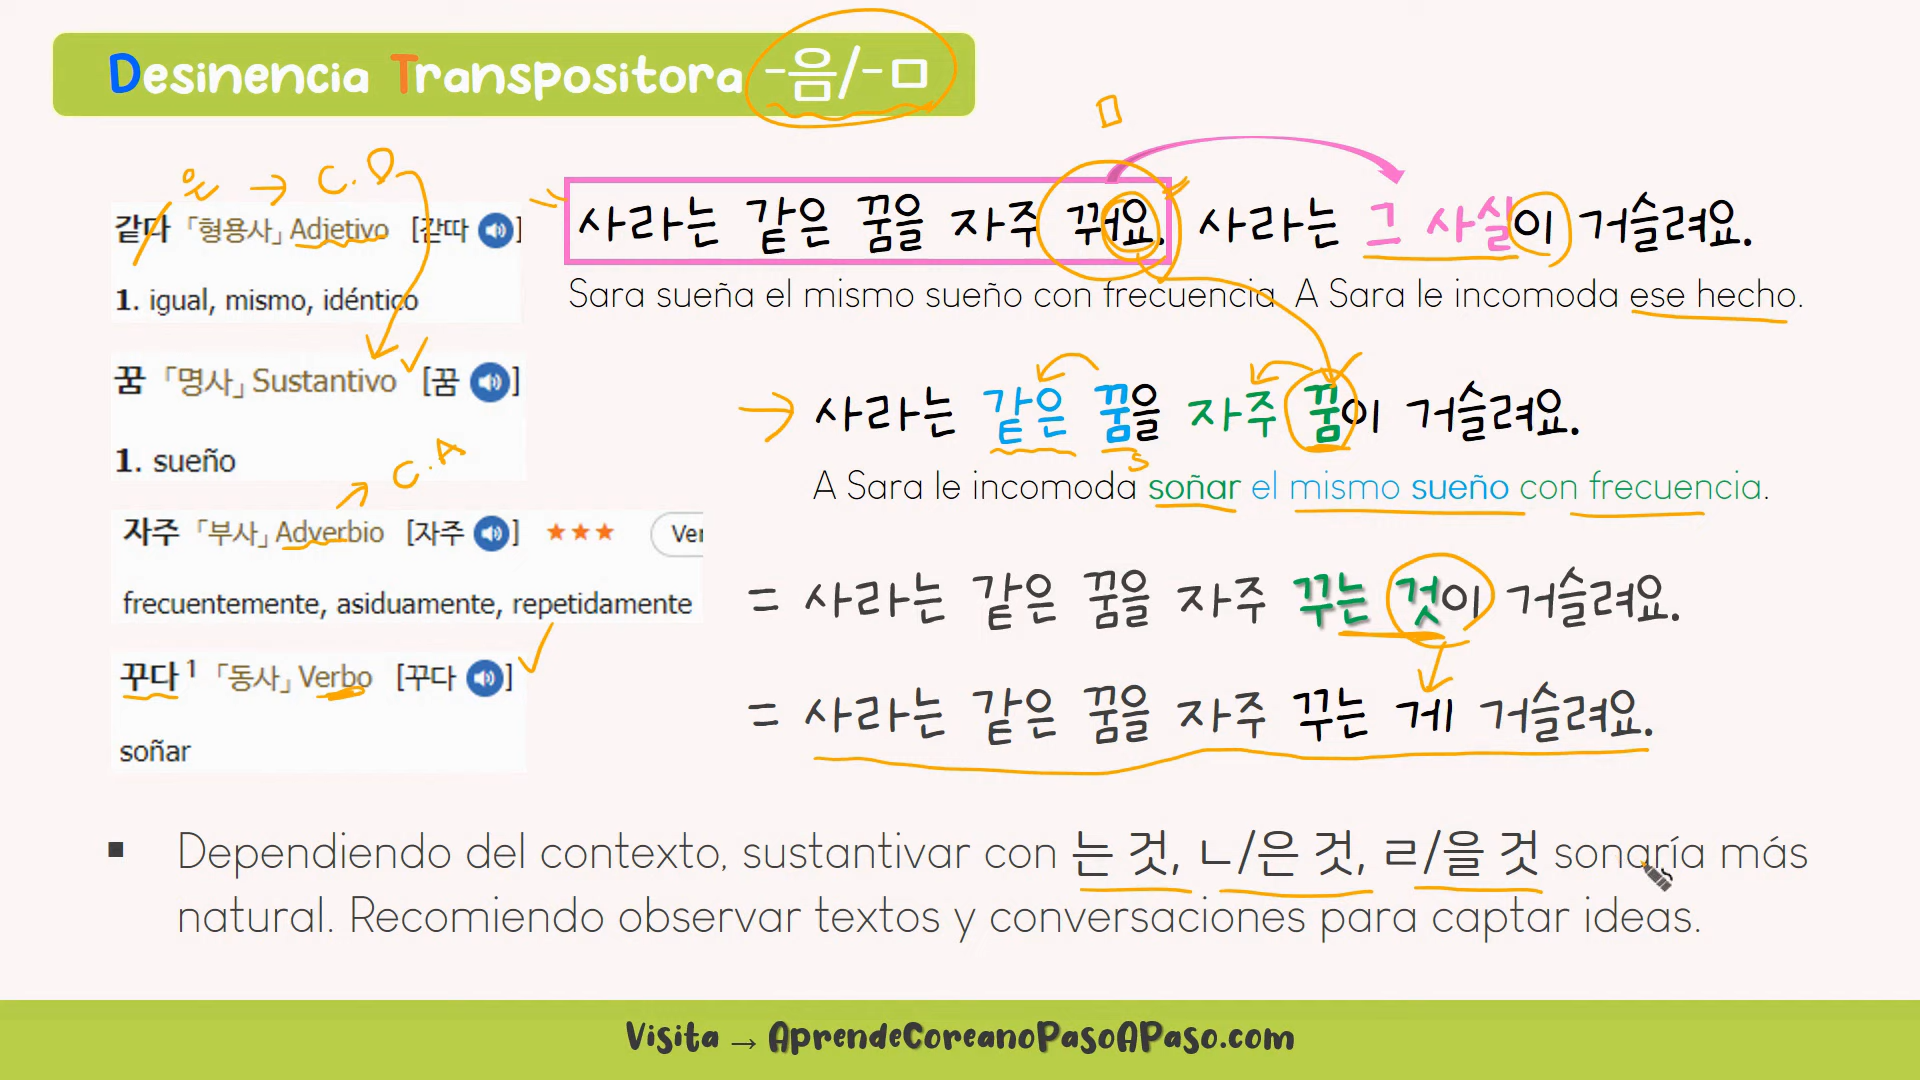 Desinencia Transpositora -음/-ㅁ
ㅁ
은 → C.D
같다 「형용사」 Adjetivo [갇따]
1. igual, mismo, idéntico
꿈 「명사」 Sustantivo [꿈]
1. sueño
C.A
자주 「부사」 Adverbio [자주] ★★★ Ver
frecuentemente, asiduamente, repetidamente
꾸다 1 「동사」 Verbo [꾸다]
soñar
사라는 같은 꿈을 자주 꾸어요. 사라는 그 사실이 거슬려요.
Sara sueña el mismo sueño con frecuencia. A Sara le incomoda ese hecho.
→ 사라는 같은 꿈을 자주 꿈이 거슬려요.
s
A Sara le incomoda soñar el mismo sueño con frecuencia.
= 사라는 같은 꿈을 자주 꾸는 것이 거슬려요.
= 사라는 같은 꿈을 자주 꾸는 게 거슬려요.
▪ Dependiendo del contexto, sustantivar con 는 것, ㄴ/은 것, ㄹ/을 것 sonaría más
natural. Recomiendo observar textos y conversaciones para captar ideas.
Visita → AprendeCoreanoPasoAPaso.com